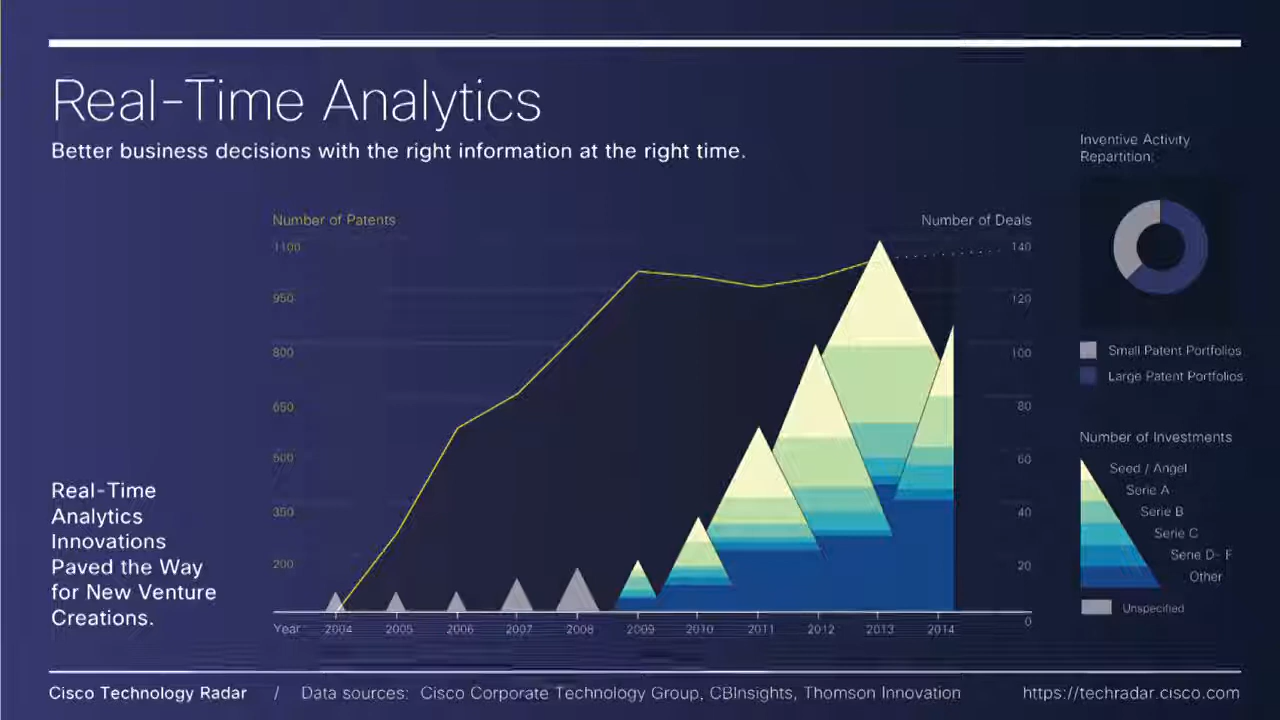 Real-Time Analytics
Better business decisions with the right information at the right time.
Inventive Activity
Repartition:
Number of Patents
Number of Deals
1100
950
800
650
500
350
200
140
120
100
80
60
40
20
0
Small Patent Portfolios
Large Patent Portfolios
Number of Investments
Seed / Angel
Serie A
Serie B
Serie C
Serie D- F
Other
Unspecified
Real-Time
Analytics
Innovations
Paved the Way
for New Venture
Creations.
Year 2004 2005 2006 2007 2008 2009 2010 2011 2012 2013 2014
Cisco Technology Radar / Data sources: Cisco Corporate Technology Group, CBInsights, Thomson Innovation https://techradar.cisco.com